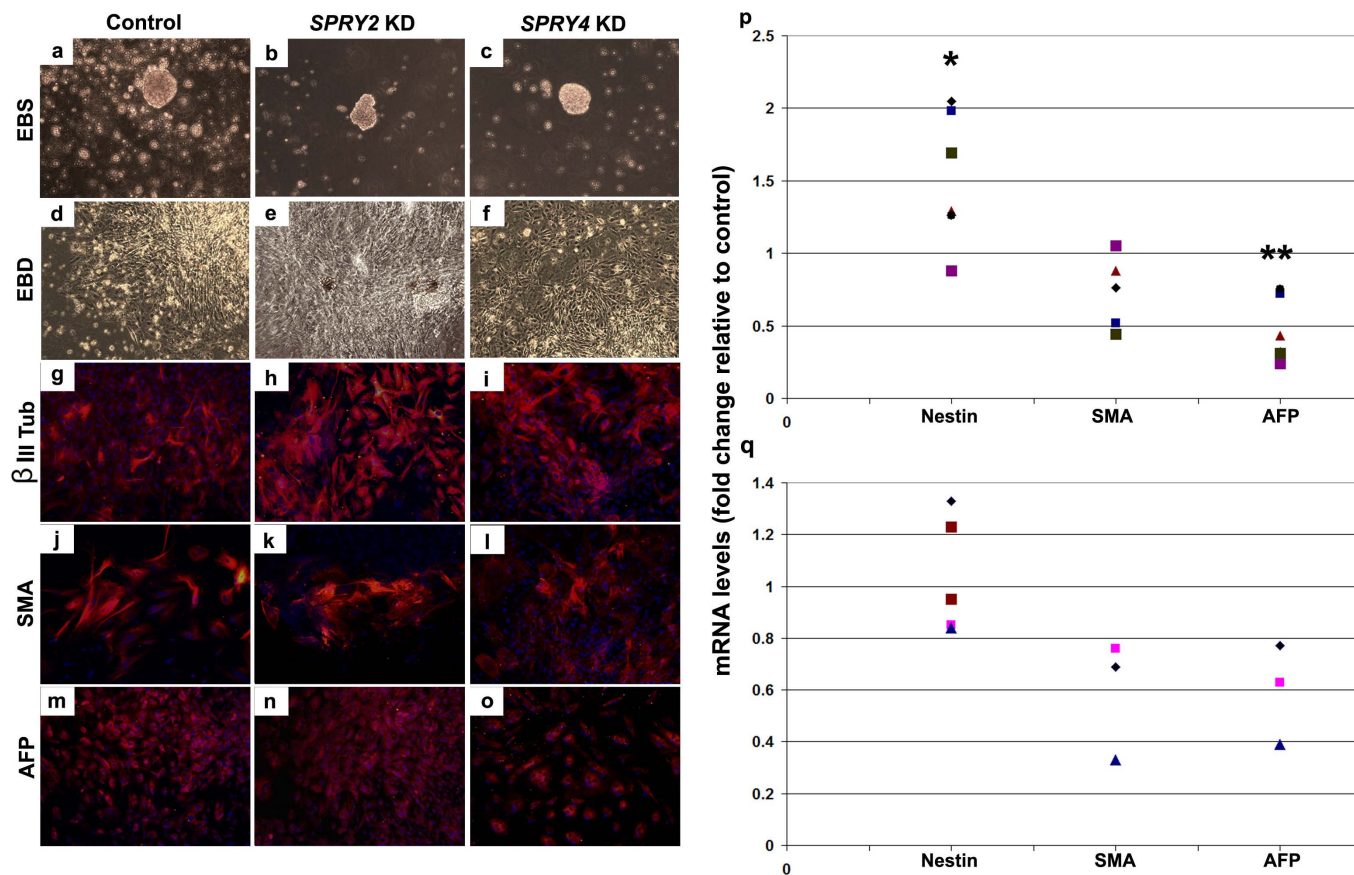 Control SPRY2 KD SPRY4 KD
EBS a b c
EBD d e f
β III Tub g h i
SMA j k l
AFP m n o
mRNA levels (fold change relative to control)
p
2.5
2
1.5
1
0.5
0
*
**
0 Nestin SMA AFP
q
1.4
1.2
1
0.8
0.6
0.4
0.2
0
0 Nestin SMA AFP